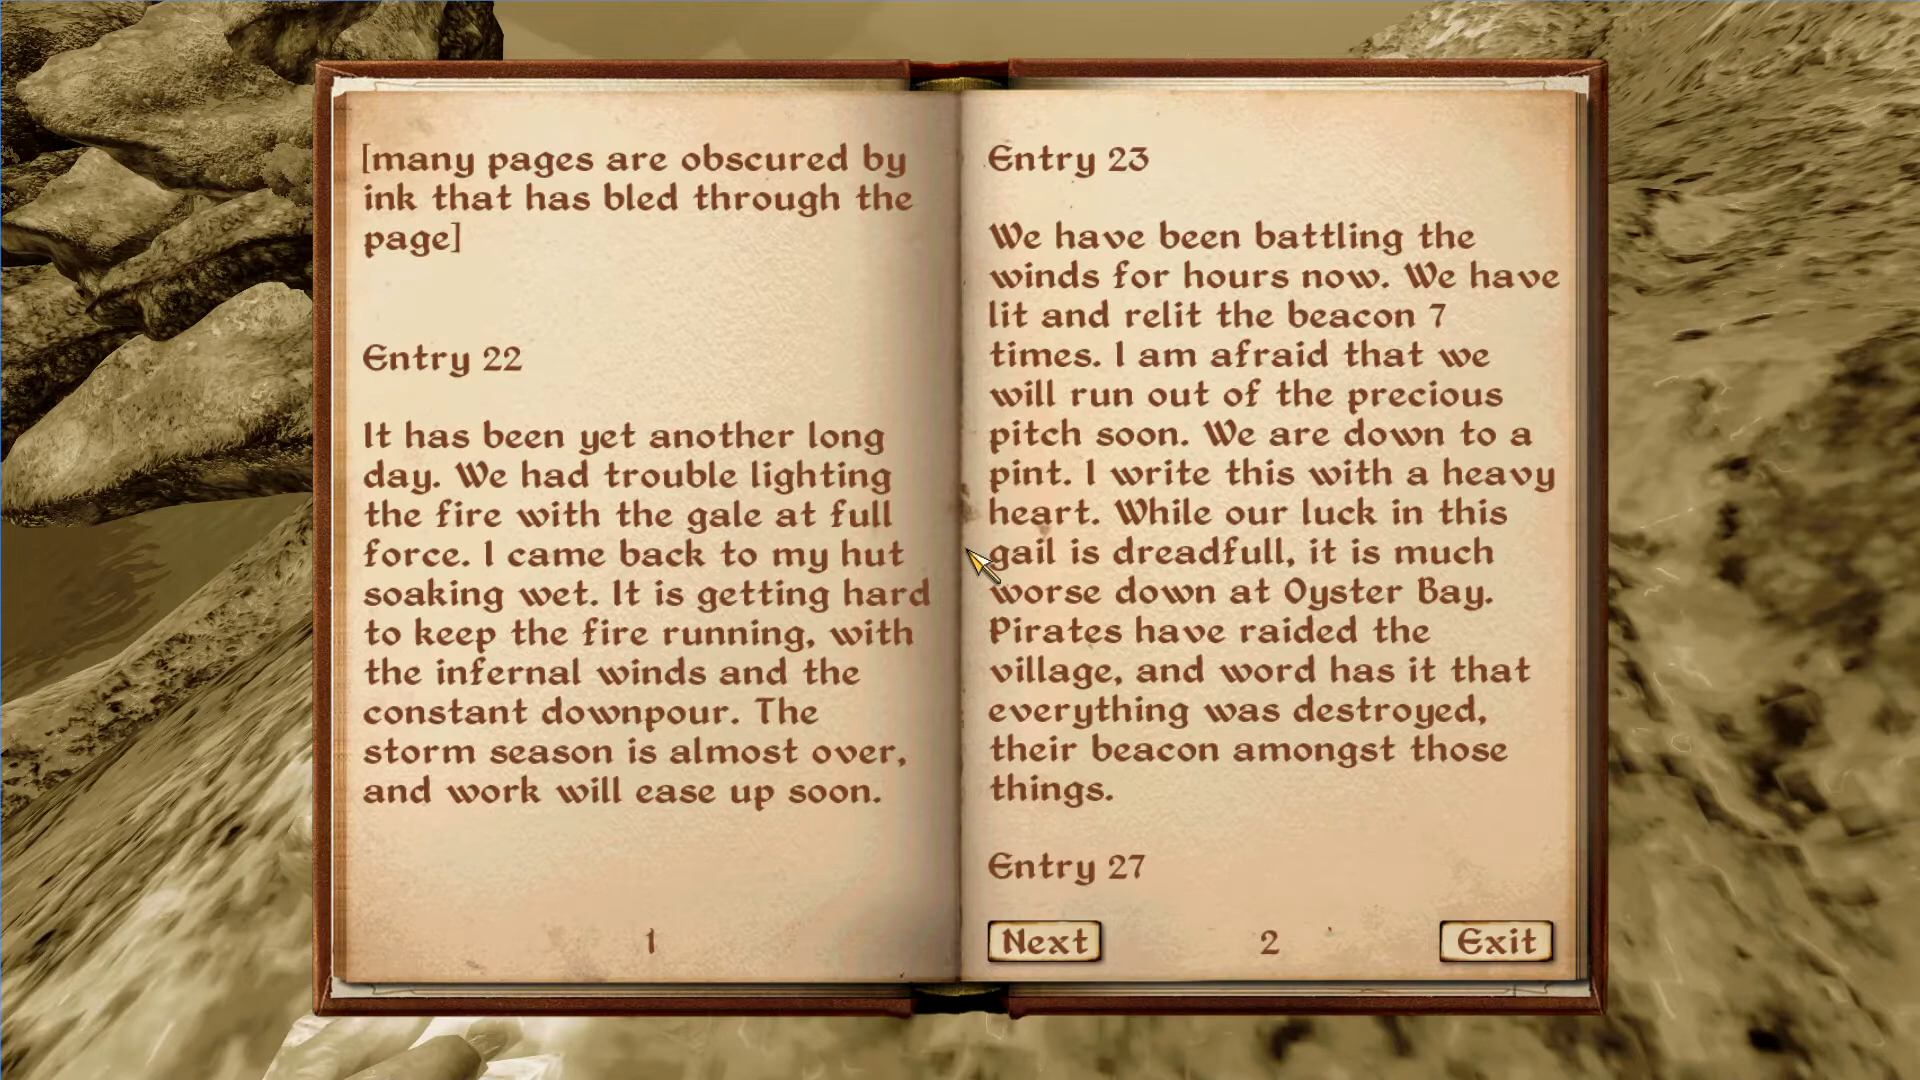 [many pages are obscured by
ink that has bled through the
page]
Entry 22
It has been yet another long
day. We had trouble lighting
the fire with the gale at full
force. I came back to my hut
soaking wet. It is getting hard
to keep the fire running, with
the infernal winds and the
constant downpour. The
storm season is almost over,
and work will ease up soon.
1
Entry 23
We have been battling the
winds for hours now. We have
lit and relit the beacon 7
times. I am afraid that we
will run out of the precious
pitch soon. We are down to a
pint. I write this with a heavy
heart. While our luck in this
gail is dreadfull, it is much
worse down at Oyster Bay.
Pirates have raided the
village, and word has it that
everything was destroyed,
their beacon amongst those
things.
Entry 27
Next 2 Exit